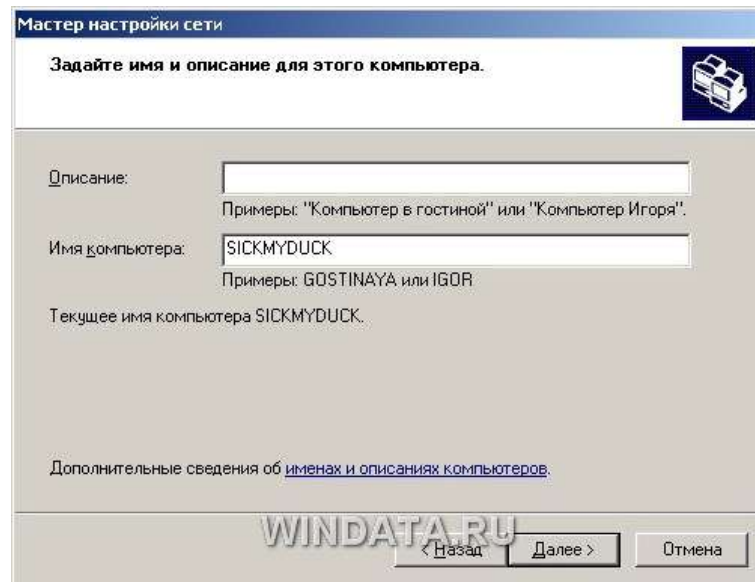 Мастер настройки сети
Задайте имя и описание для этого компьютера.
Описание:
Примеры: "Компьютер в гостиной" или "Компьютер Игоря".
Имя компьютера: SICKMYDUCK
Примеры: GOSTINAYA или IGOR
Текущее имя компьютера SICKMYDUCK.
Дополнительные сведения об именах и описаниях компьютеров.
WINDATA.RU
< Назад Далее > Отмена